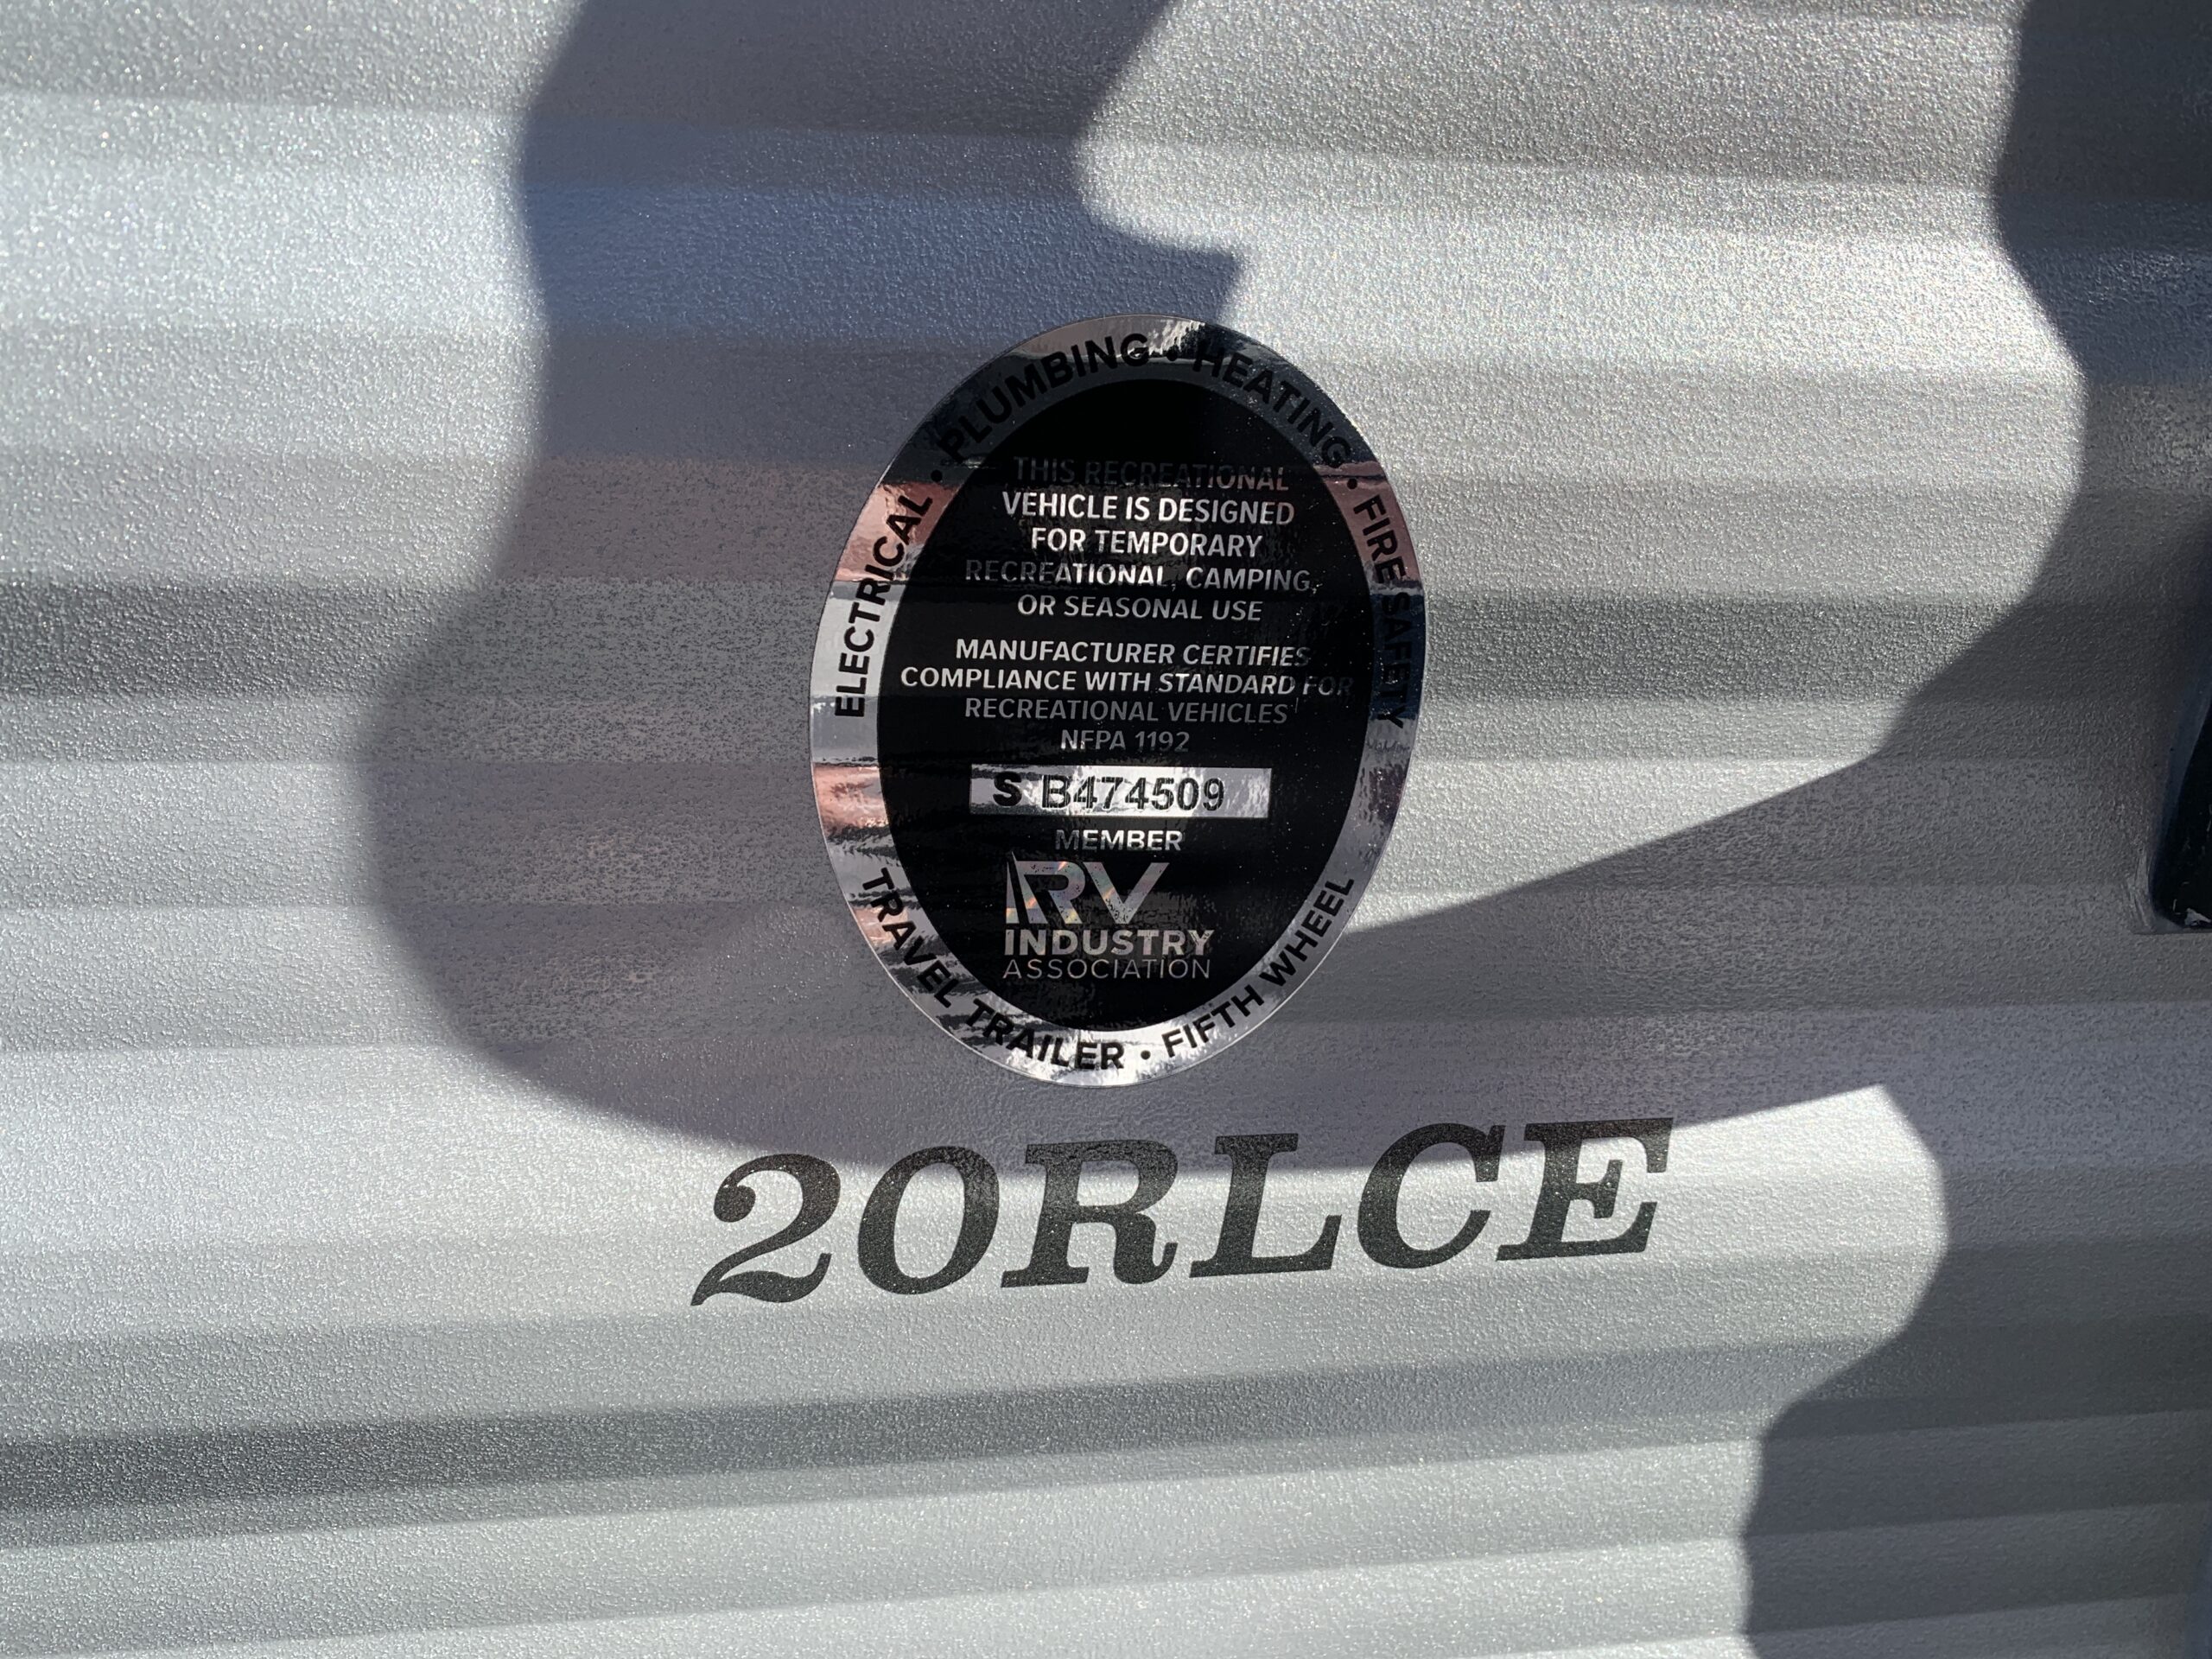 ELECTRICAL • PLUMBING • HEATING • FIRE SAFETY
THIS RECREATIONAL
VEHICLE IS DESIGNED
FOR TEMPORARY
RECREATIONAL, CAMPING,
OR SEASONAL USE
MANUFACTURER CERTIFIES
COMPLIANCE WITH STANDARD FOR
RECREATIONAL VEHICLES
NFPA 1192
S B474509
MEMBER
RV
INDUSTRY
ASSOCIATION
TRAVEL TRAILER • FIFTH WHEEL
20RLCE